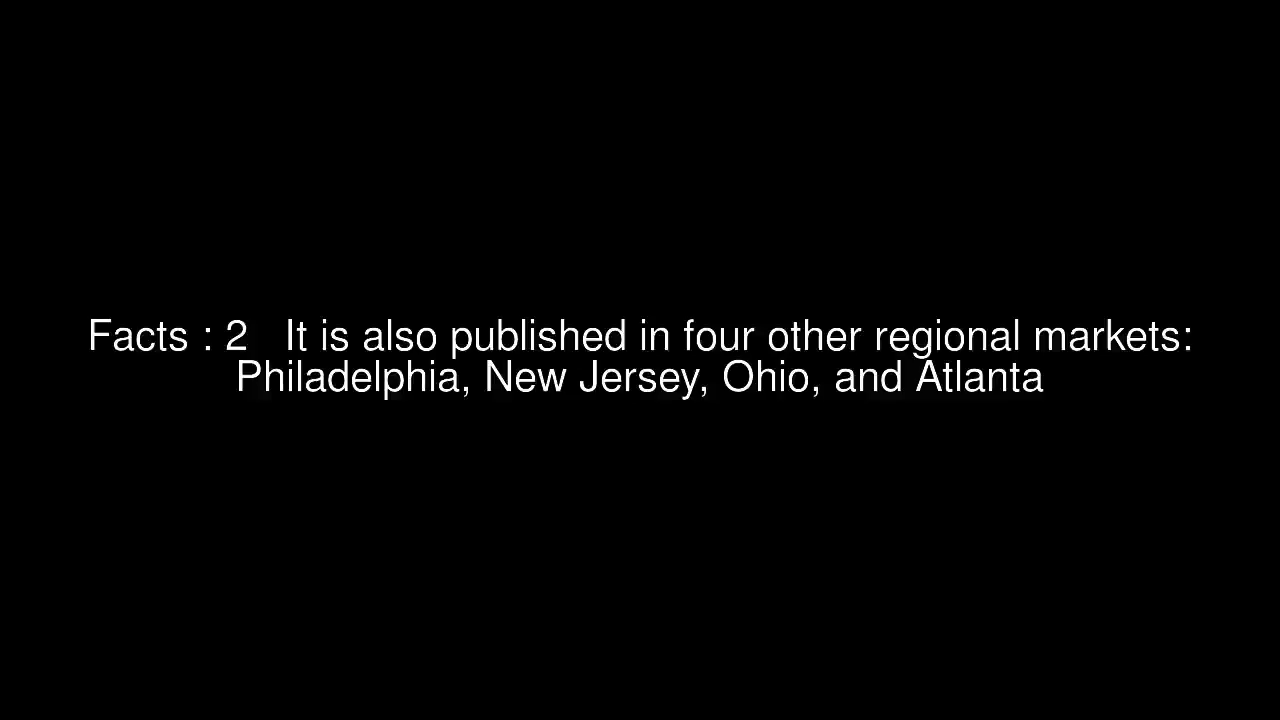 Facts : 2   It is also published in four other regional markets:
Philadelphia, New Jersey, Ohio, and Atlanta